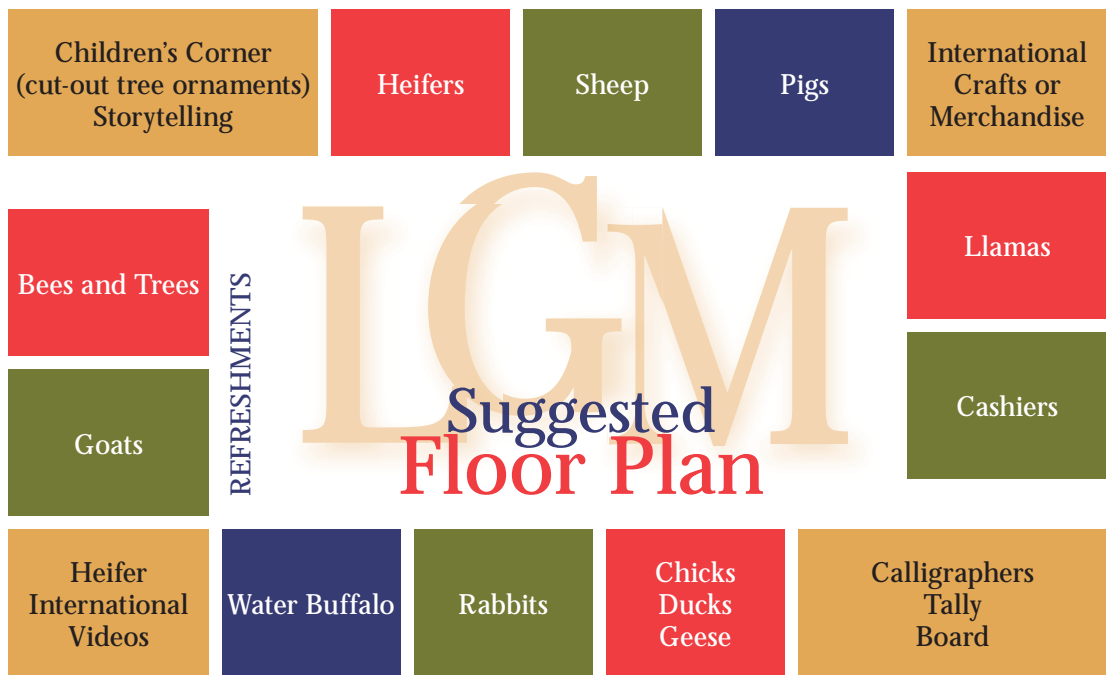 Children's Corner
(cut-out tree ornaments)
Storytelling
Heifers
Sheep
Pigs
International
Crafts or
Merchandise
Bees and Trees
Goats
REFRESHMENTS
LGM
Suggested
Floor Plan
Llamas
Cashiers
Heifer
International
Videos
Water Buffalo
Rabbits
Chicks
Ducks
Geese
Calligraphers
Tally
Board